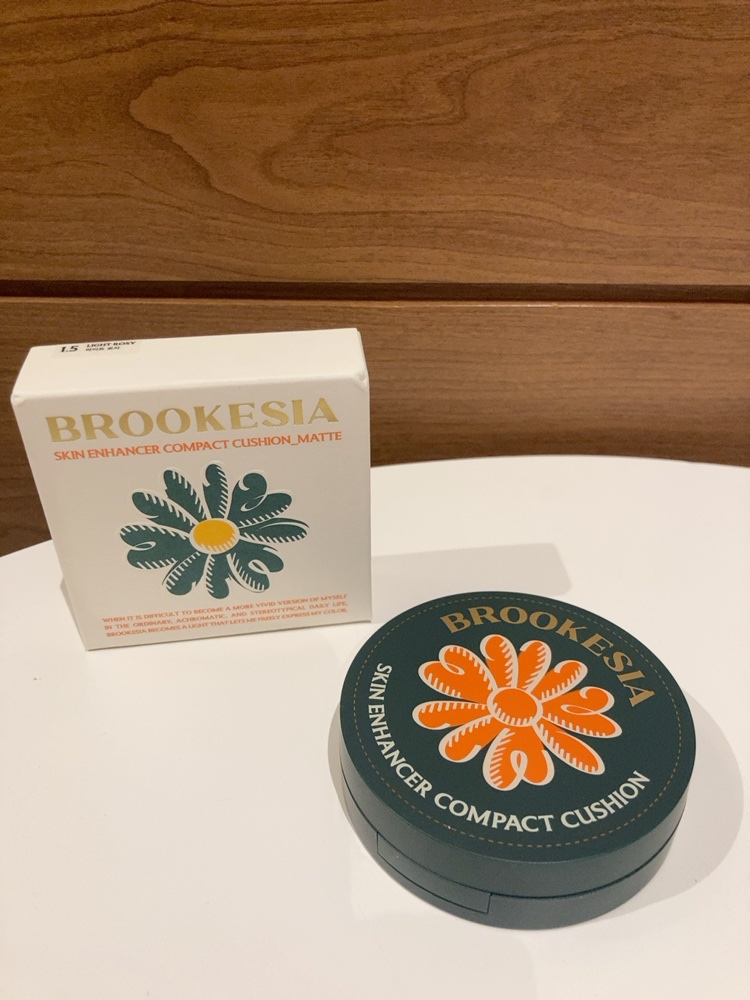 1.5 LIGHT ROSY
BROOKESIA
SKIN ENHANCER COMPACT CUSHION_MATTE
WHEN IT IS DIFFICULT TO BECOME A MORE VIVID VERSION OF MYSELF
IN THE ORDINARY, ACHROMATIC, AND STEREOTYPICAL DAILY LIFE,
BROOKESIA BECOMES A LIGHT THAT LETS ME FREELY EXPRESS MY COLOR.
BROOKESIA
SKIN ENHANCER COMPACT CUSHION